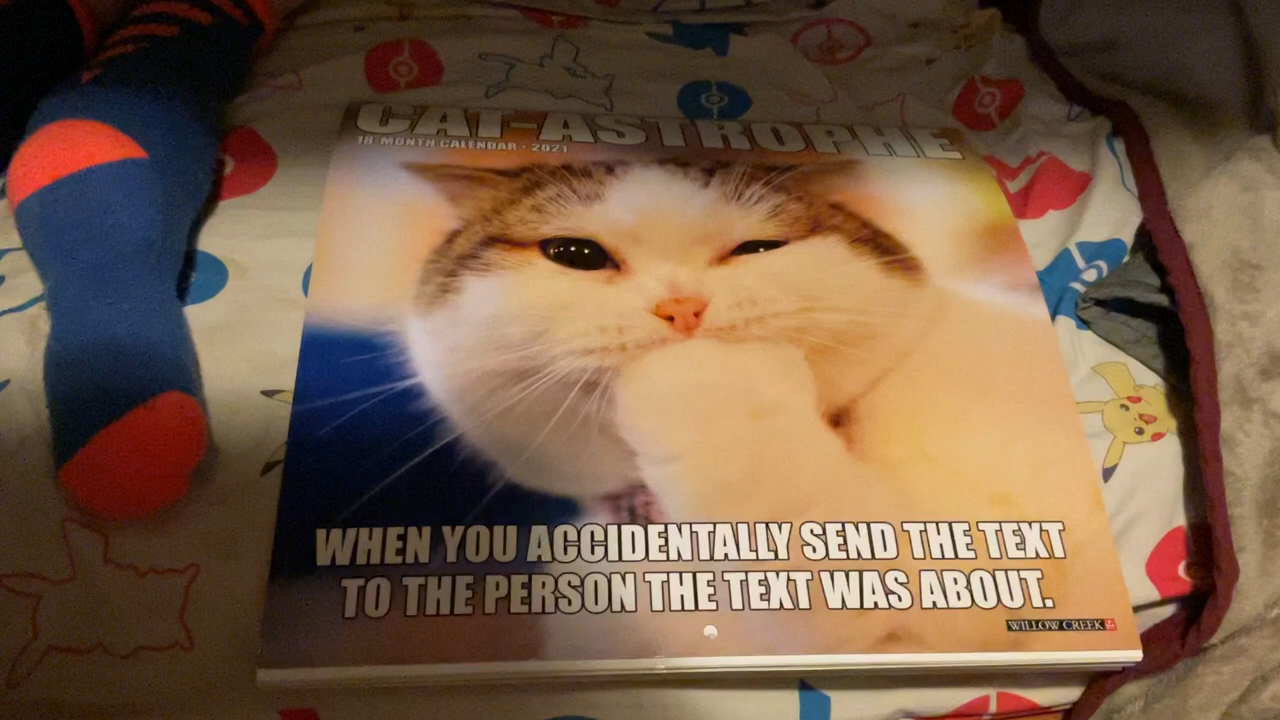 CAT-ASTROPHE
18-MONTH CALENDAR · 2021
WHEN YOU ACCIDENTALLY SEND THE TEXT
TO THE PERSON THE TEXT WAS ABOUT.
WILLOW CREEK